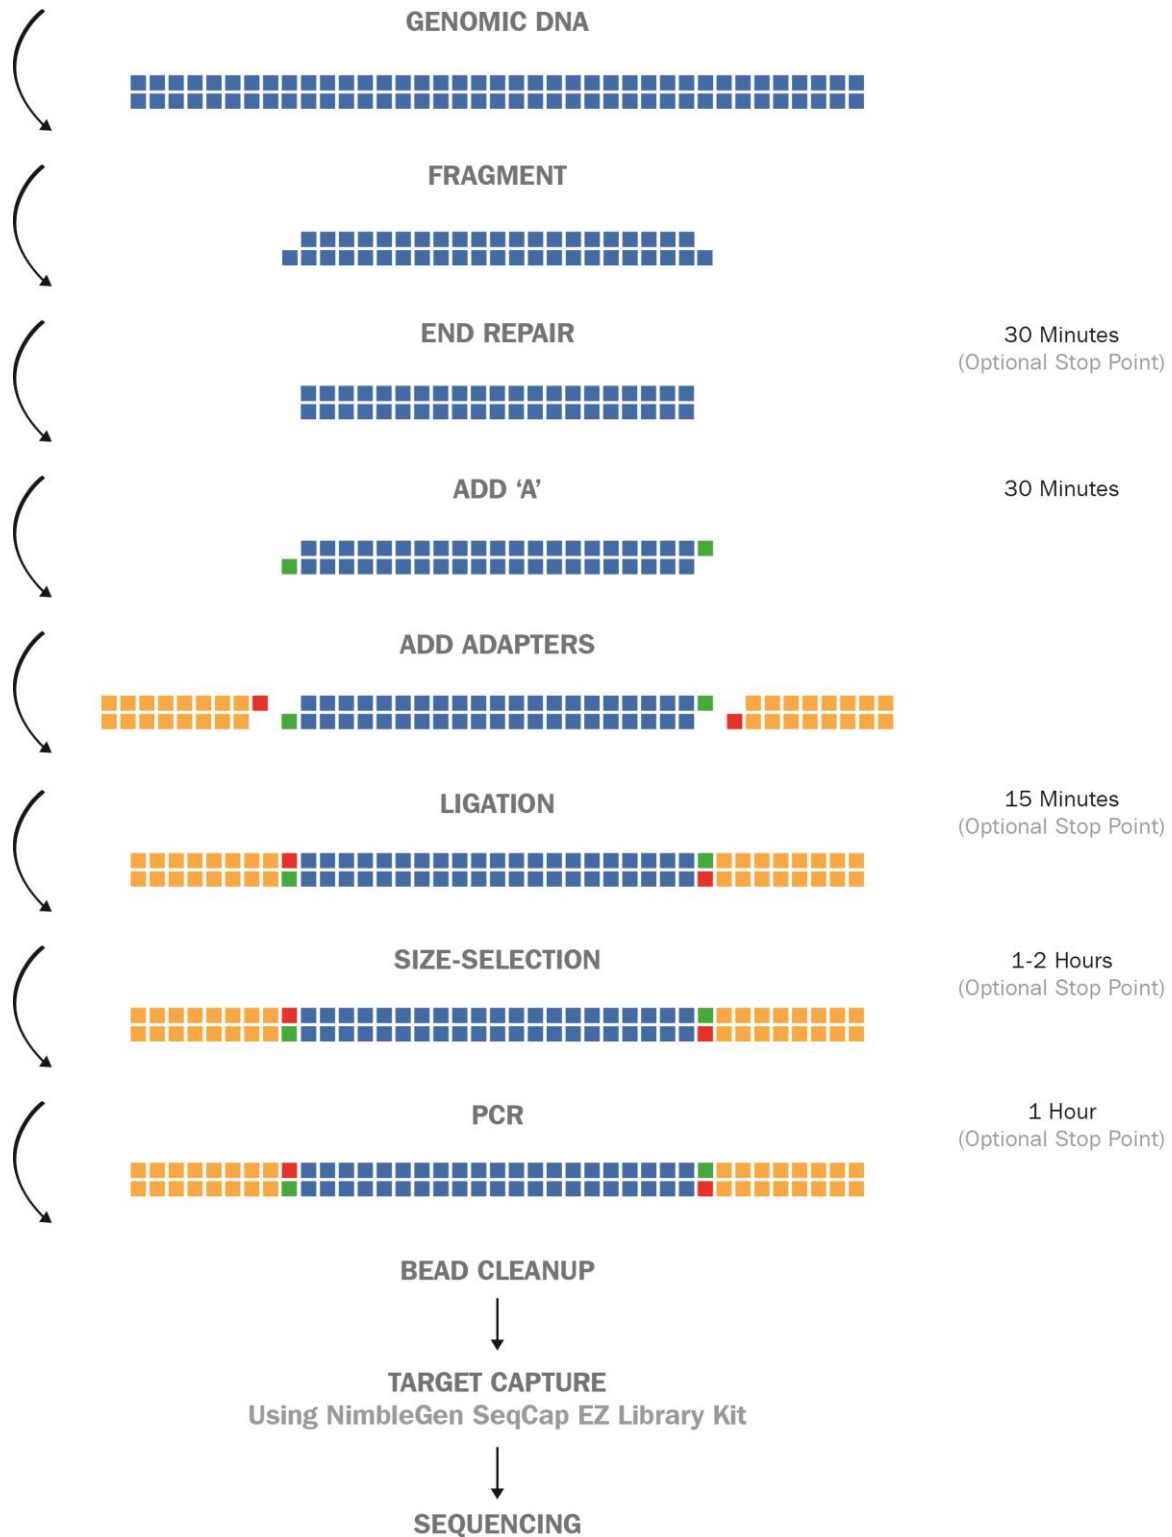 GENOMIC DNA
FRAGMENT
END REPAIR
30 Minutes
(Optional Stop Point)
ADD ‘A’
30 Minutes
ADD ADAPTERS
LIGATION
15 Minutes
(Optional Stop Point)
SIZE-SELECTION
1-2 Hours
(Optional Stop Point)
PCR
1 Hour
(Optional Stop Point)
BEAD CLEANUP
TARGET CAPTURE
Using NimbleGen SeqCap EZ Library Kit
SEQUENCING